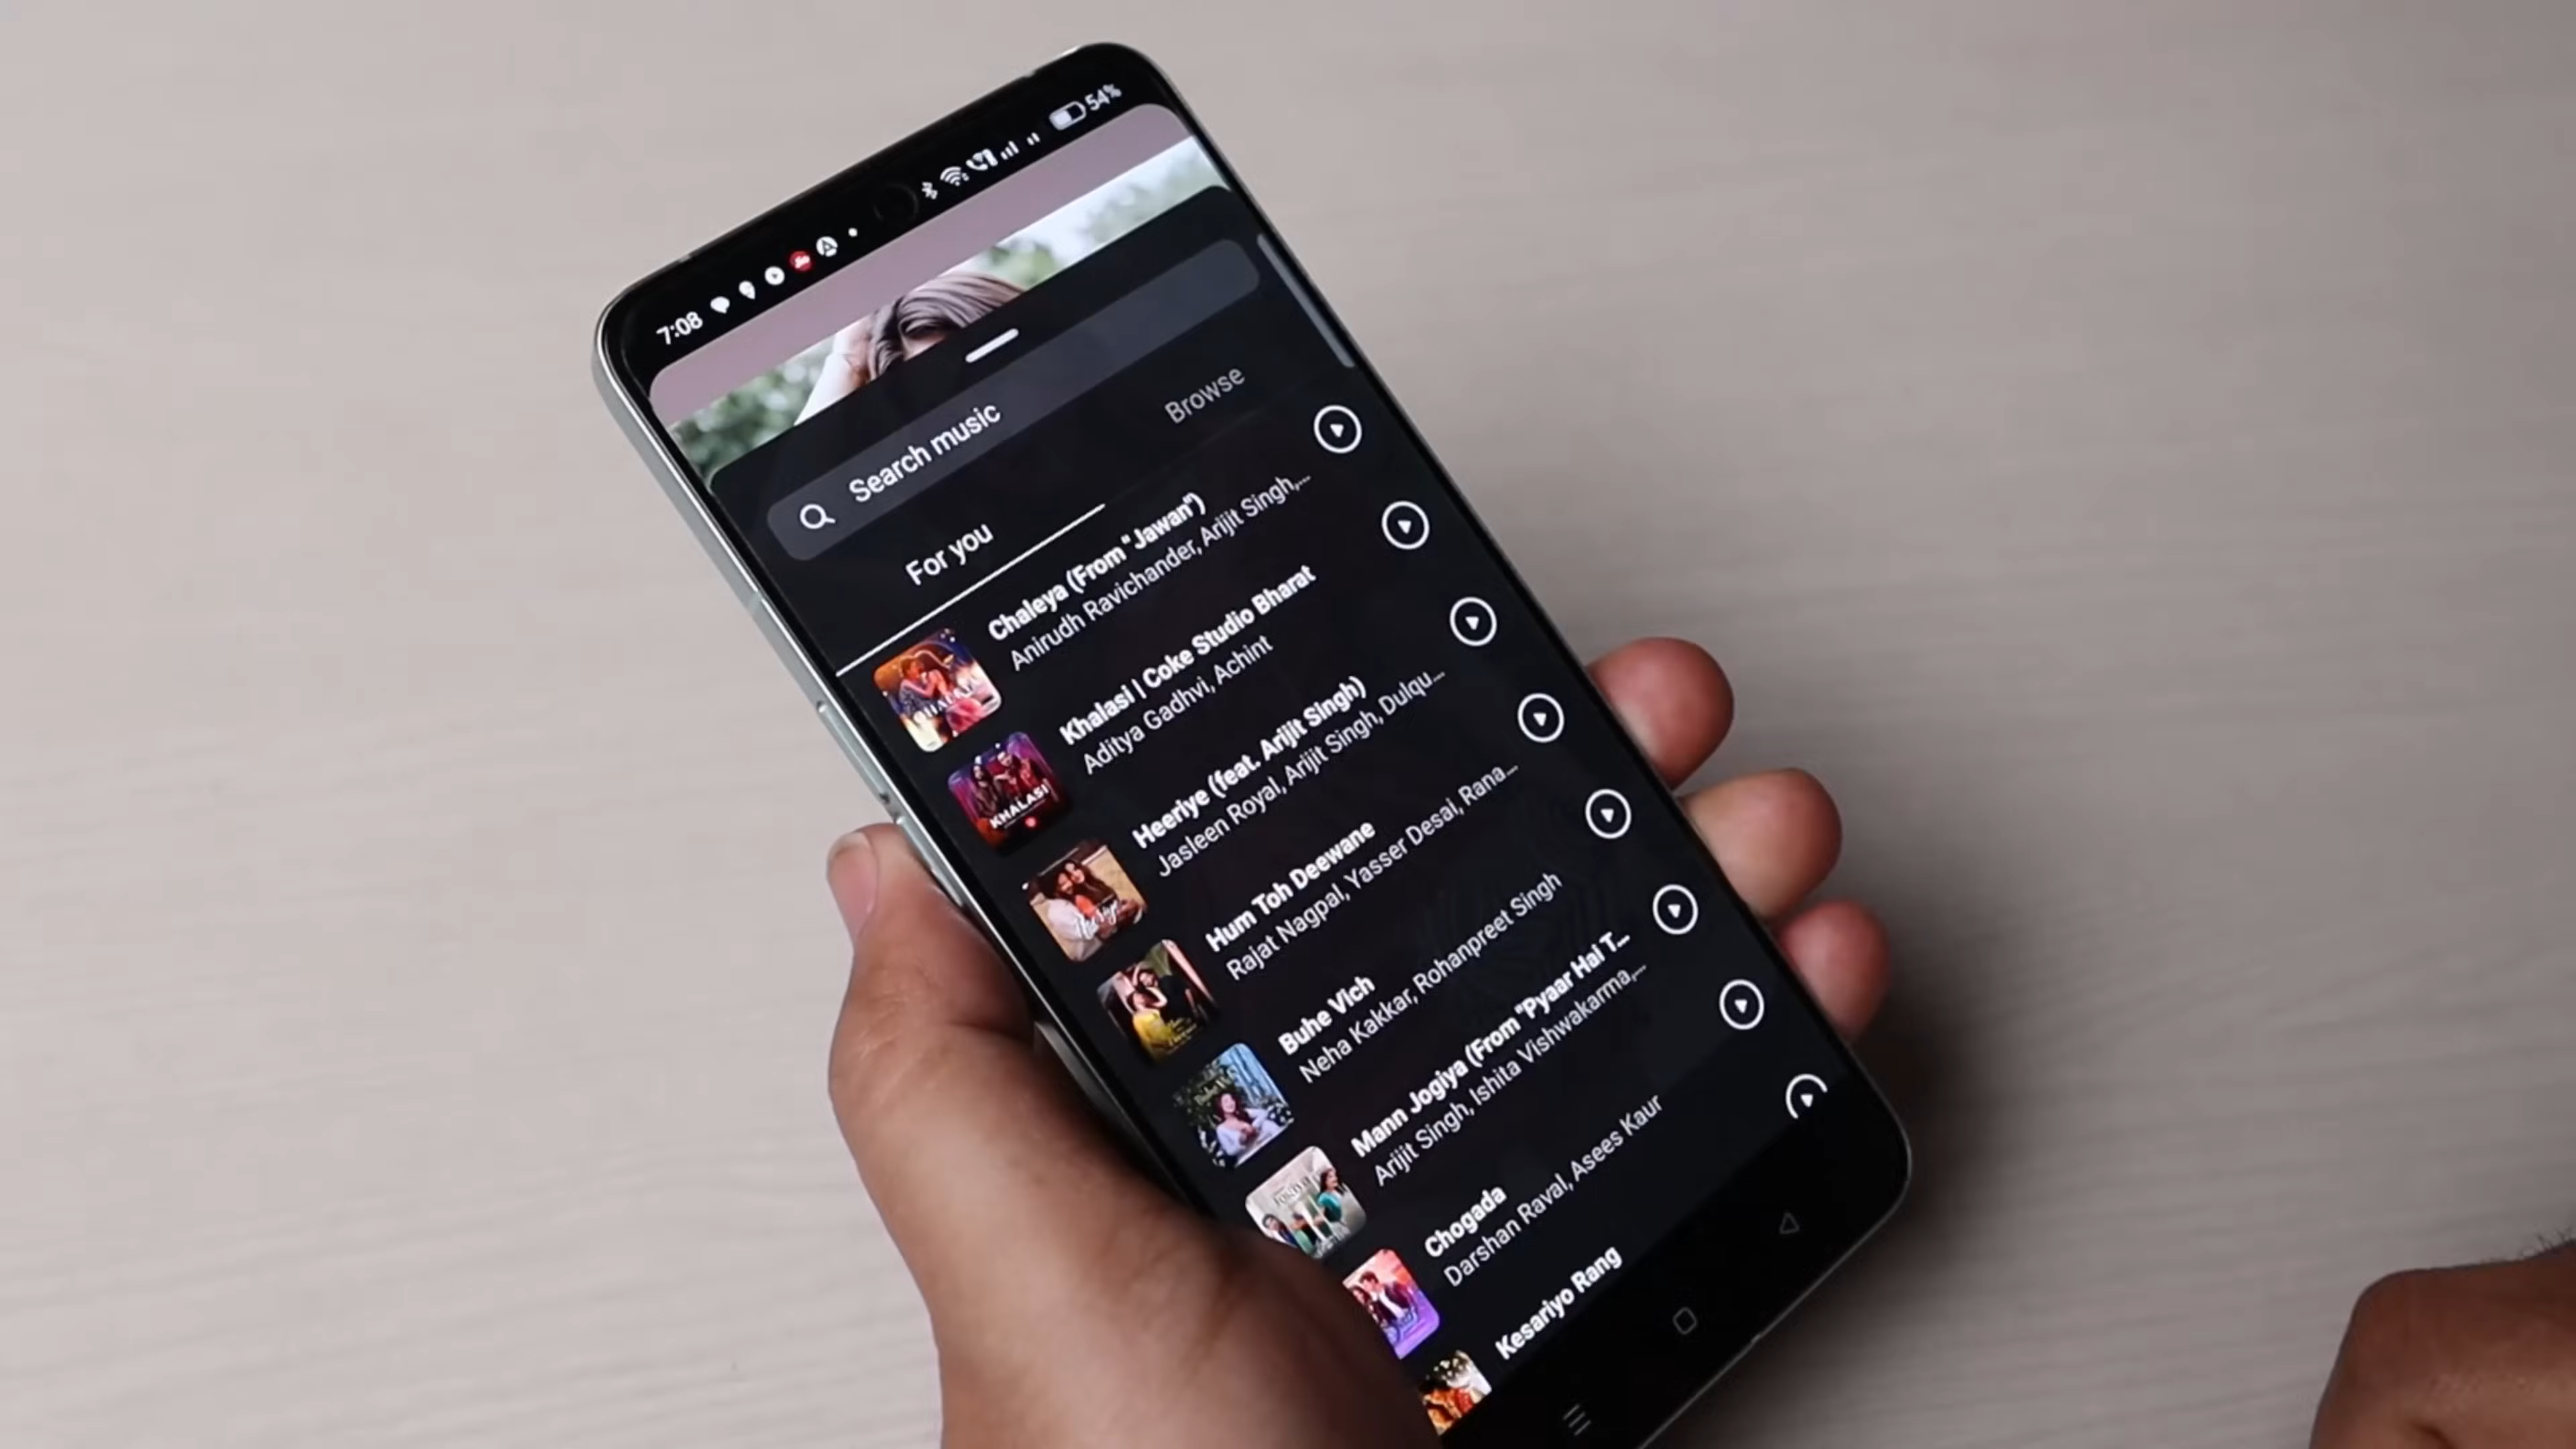 7:08
54%
Search music
For you
Browse
Chaleya (From "Jawan")
Anirudh Ravichander, Arijit Singh,...
Khalasi | Coke Studio Bharat
Aditya Gadhvi, Achint
KHALASI
Heeriye (feat. Arijit Singh)
Jasleen Royal, Arijit Singh, Dulqu...
Hum Toh Deewane
Rajat Nagpal, Yasser Desai, Rana...
Buhe Vich
Neha Kakkar, Rohanpreet Singh
Mann Jogiya (From "Pyaar Hai T...
Arijit Singh, Ishita Vishwakarma,...
Chogada
Darshan Raval, Asees Kaur
Kesariyo Rang